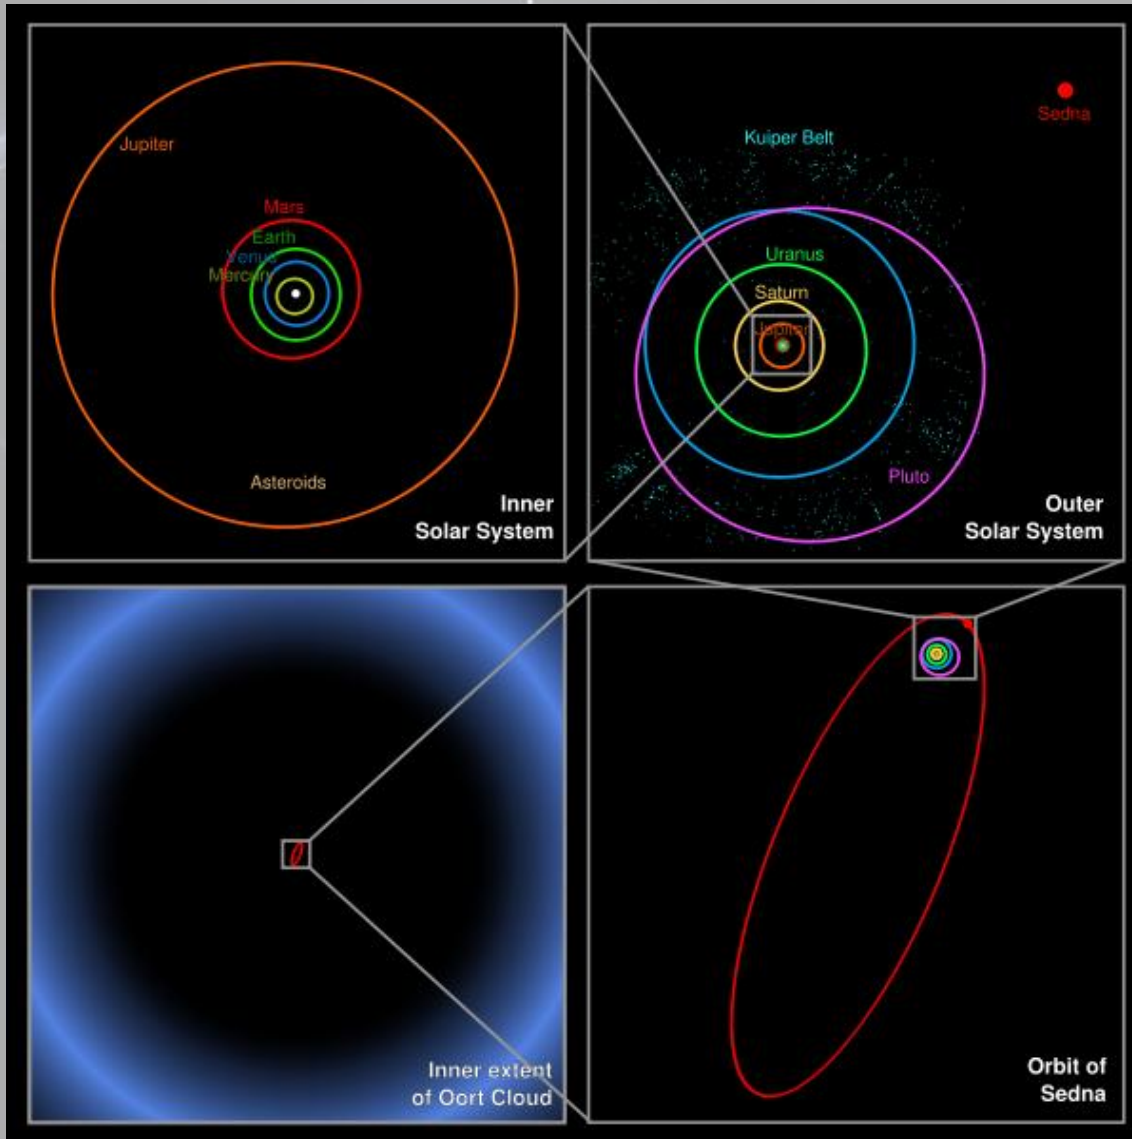 Jupiter
Mars
Earth
Venus
Mercury
Asteroids
Inner
Solar System
Sedna
Kuiper Belt
Uranus
Saturn
Jupiter
Pluto
Outer
Solar System
Inner extent
of Oort Cloud
Orbit of
Sedna